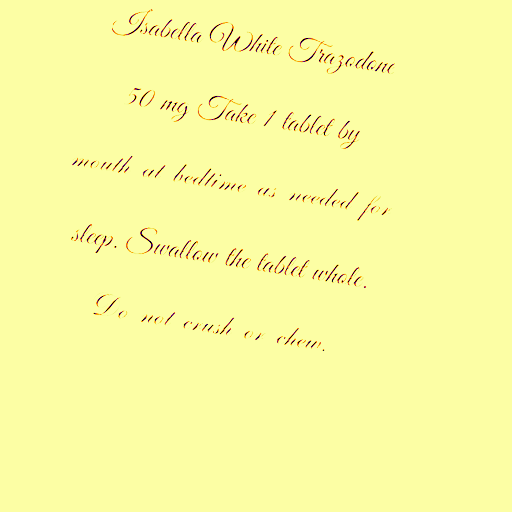 Isabella White Trazodone
50 mg Take 1 tablet by
mouth at bedtime as needed for
sleep. Swallow the tablet whole.
Do not crush or chew.